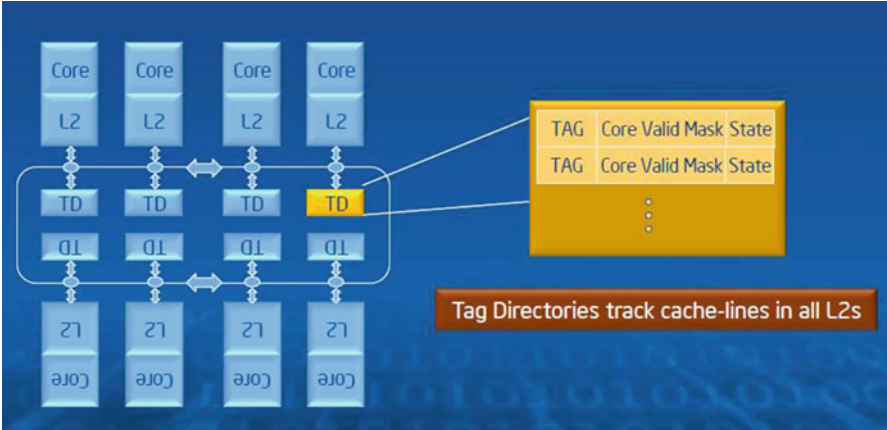 Core Core Core Core
L2 L2 L2 L2
TD TD TD TD
TD TD TD TD
L2 L2 L2 L2
Core Core Core Core
TAG Core Valid Mask State
TAG Core Valid Mask State
Tag Directories track cache-lines in all L2s